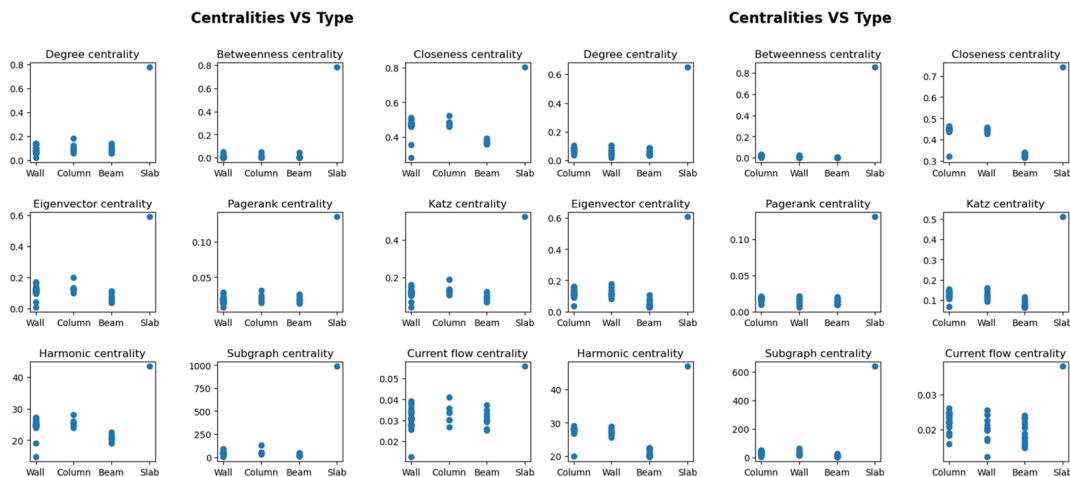 Centralities VS Type Centralities VS Type
Degree centrality Betweenness centrality Closeness centrality Degree centrality Betweenness centrality Closeness centrality
0.8 0.8 0.8 0.8 0.7
0.6 0.6 0.6 0.6 0.6
0.4 0.4 0.6 0.4 0.4 0.5
0.2 0.2 0.4 0.2 0.2 0.4
0.0 0.0 0.0 0.0 0.3
Wall Column Beam Slab Wall Column Beam Slab Wall Column Beam Slab Column Wall Beam Slab Column Wall Beam Slab Column Wall Beam Slab
Eigenvector centrality Pagerank centrality Katz centrality Eigenvector centrality Pagerank centrality Katz centrality
0.6 0.6 0.5
0.4 0.10 0.4 0.4 0.10 0.4
0.3
0.2 0.05 0.2 0.2 0.05 0.2
0.1
0.0 0.0 0.00
Wall Column Beam Slab Wall Column Beam Slab Wall Column Beam Slab Column Wall Beam Slab Column Wall Beam Slab Column Wall Beam Slab
Harmonic centrality Subgraph centrality Current flow centrality Harmonic centrality Subgraph centrality Current flow centrality
40 1000 0.05 40 600 0.03
30 750 0.04 400
500 0.03 30 0.02
20 250 0.02 200
0 20 0
Wall Column Beam Slab Wall Column Beam Slab Wall Column Beam Slab Column Wall Beam Slab Column Wall Beam Slab Column Wall Beam Slab